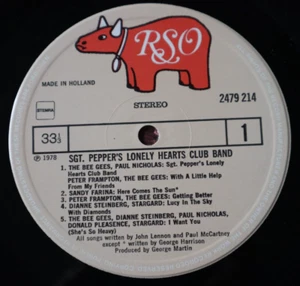 RSO
MADE IN HOLLAND
STEREO
2479 214
STEMRA
33⅓
1
Ⓟ 1978
SGT. PEPPER'S LONELY HEARTS CLUB BAND
1. THE BEE GEES, PAUL NICHOLAS: Sgt. Pepper's Lonely
Hearts Club Band
PETER FRAMPTON, THE BEE GEES: With A Little Help
From My Friends
2. SANDY FARINA: Here Comes The Sun*
3. PETER FRAMPTON, THE BEE GEES: Getting Better
4. DIANNE STEINBERG, STARGARD: Lucy In The Sky
With Diamonds
5. THE BEE GEES, DIANNE STEINBERG, PAUL NICHOLAS,
DONALD PLEASENCE, STARGARD: I Want You
(She's So Heavy)
All songs written by John Lennon and Paul McCartney
except * written by George Harrison
Produced by George Martin